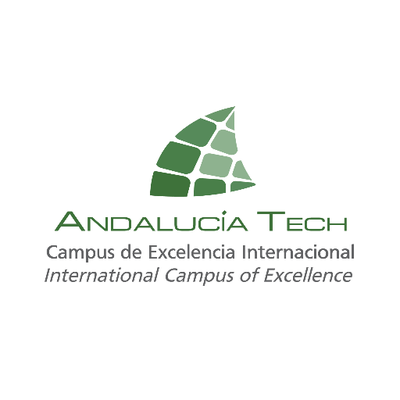 ANDALUCÍA TECH
Campus de Excelencia Internacional
International Campus of Excellence